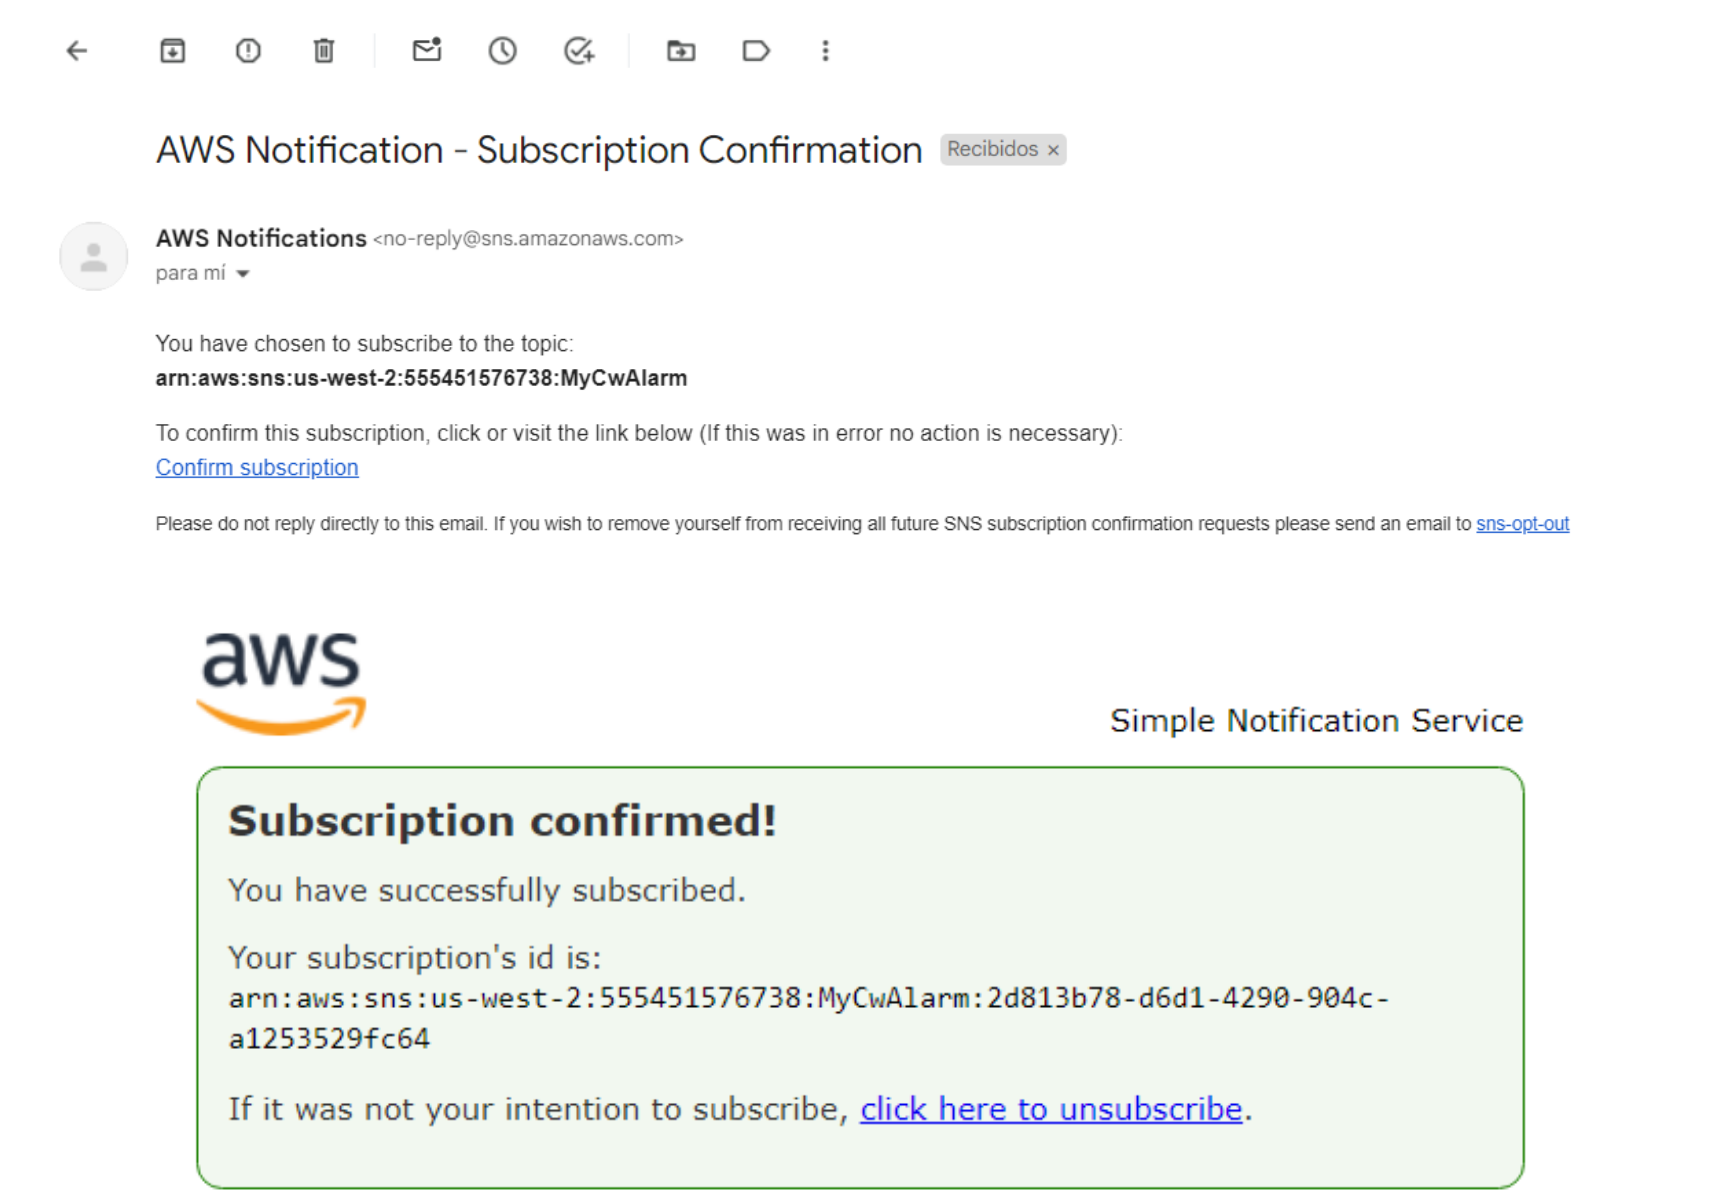 AWS Notification - Subscription Confirmation Recibidos ×
AWS Notifications <no-reply@sns.amazonaws.com>
para mí
You have chosen to subscribe to the topic:
arn:aws:sns:us-west-2:555451576738:MyCwAlarm
To confirm this subscription, click or visit the link below (If this was in error no action is necessary):
Confirm subscription
Please do not reply directly to this email. If you wish to remove yourself from receiving all future SNS subscription confirmation requests please send an email to sns-opt-out
aws
Simple Notification Service
Subscription confirmed!
You have successfully subscribed.
Your subscription's id is:
arn:aws:sns:us-west-2:555451576738:MyCwAlarm:2d813b78-d6d1-4290-904c-
a1253529fc64
If it was not your intention to subscribe, click here to unsubscribe.